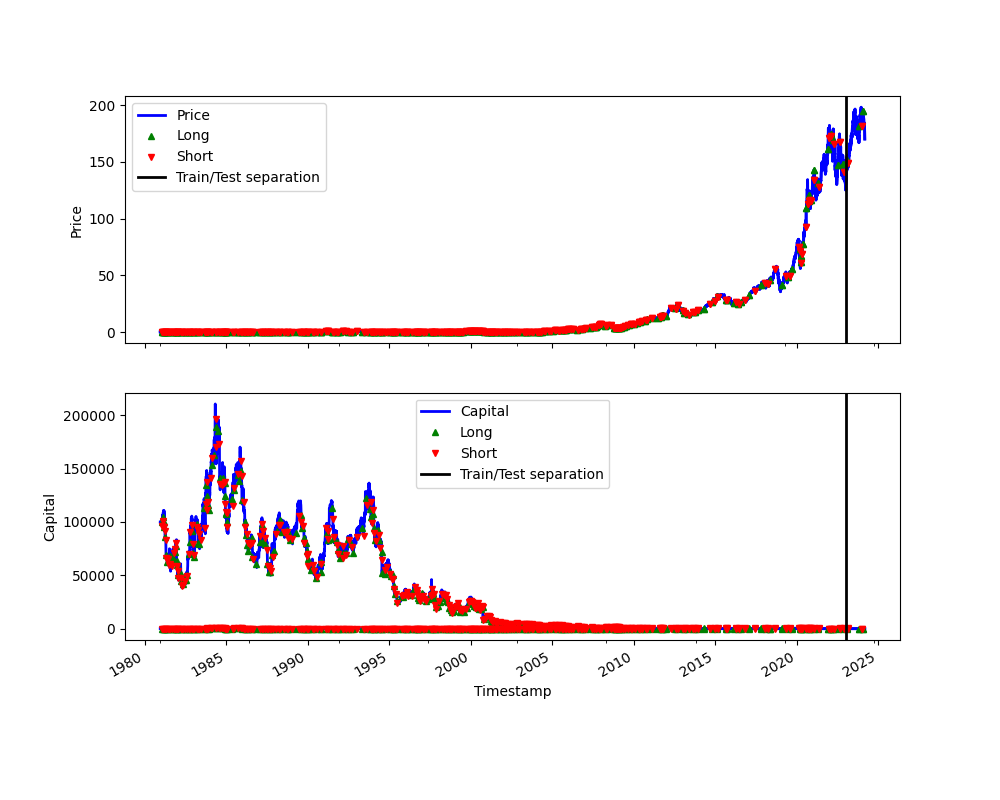 200
150
100
50
0
Price
Price
Long
Short
Train/Test separation
200000
150000
100000
50000
0
Capital
Capital
Long
Short
Train/Test separation
1980
1985
1990
1995
2000
2005
2010
2015
2020
2025
Timestamp